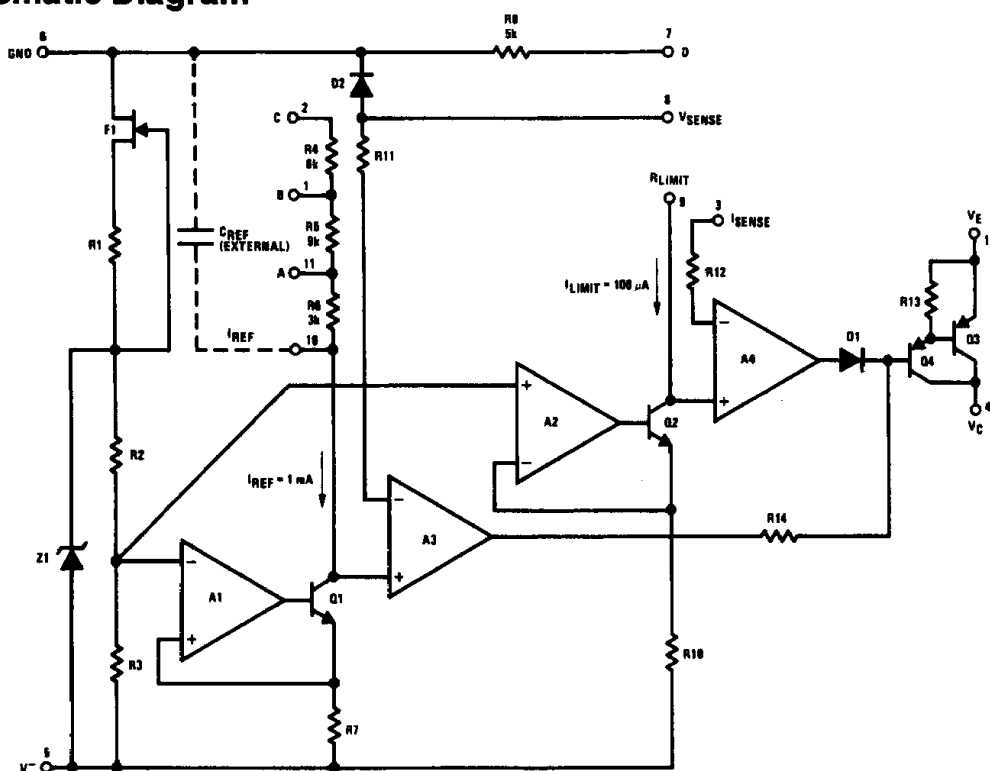 ematic Diagram
6
GND
R8
5k
7
D
D2
8
VSENSE
F1
2
C
R4
6k
R11
1
B
R5
9k
11
A
R6
3k
IREF
10
CREF
(EXTERNAL)
R1
RLIMIT
9
3
ISENSE
R12
ILIMIT = 100 μA
VE
1
R13
Q3
Q4
4
VC
D1
A4
-
+
A2
+
-
Q2
R2
IREF = 1 mA
A3
-
+
R14
Z1
A1
-
+
Q1
R3
R10
R7
V-
5